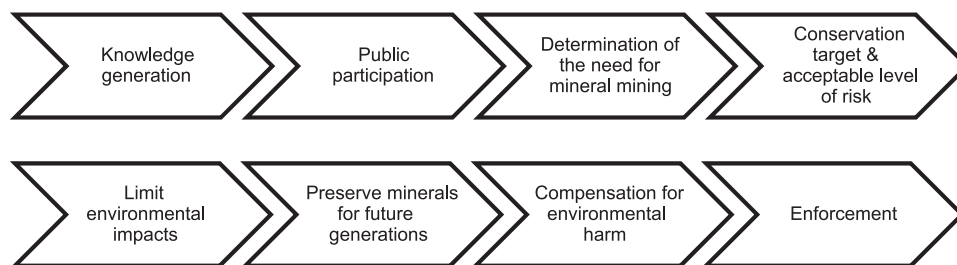 Knowledge
generation
Public
participation
Determination of
the need for
mineral mining
Conservation
target &
acceptable level
of risk
Limit
environmental
impacts
Preserve minerals
for future
generations
Compensation for
environmental
harm
Enforcement